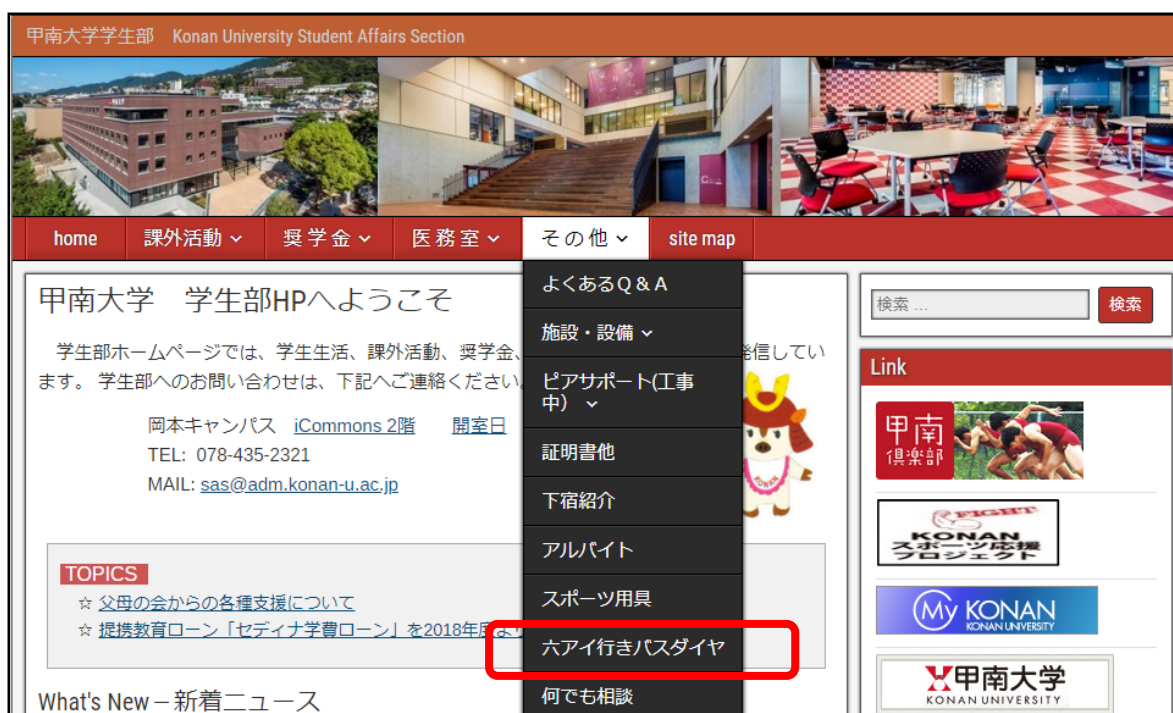 甲南大学学生部 Konan University Student Affairs Section
home 課外活動 奨学金 医務室 その他 site map
よくあるQ&A
施設・設備
ピアサポート(工事
中)
証明書他
下宿紹介
アルバイト
スポーツ用具
六アイ行きバスダイヤ
何でも相談
甲南大学 学生部HPへようこそ
学生部ホームページでは、学生生活、課外活動、奨学金、 発信してい
ます。 学生部へのお問い合わせは、下記へご連絡ください
岡本キャンパス iCommons 2階 開室日
TEL: 078-435-2321
MAIL: sas@adm.konan-u.ac.jp
KONAN
TOPICS
☆ 父母の会からの各種支援について
☆ 提携教育ローン「セディナ学費ローン」を2018年度より
What's New – 新着ニュース
検索 ... 検索
Link
甲南
倶楽部
FIGHT
KONAN
スポーツ応援
プロジェクト
My KONAN
KONAN UNIVERSITY
甲南大学
KONAN UNIVERSITY